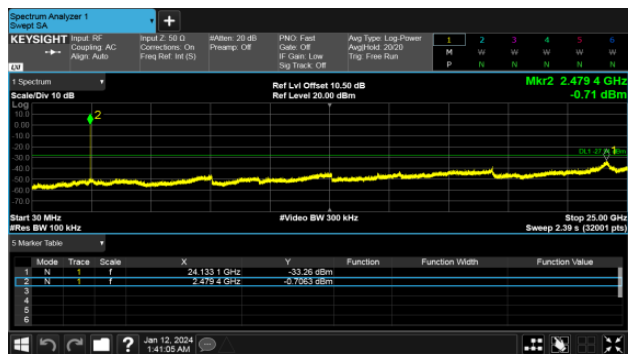 Spectrum Analyzer 1
Swept SA
+
KEYSIGHT
Input: RF
Coupling: AC
Align: Auto
Input Z: 50 Ω
Corrections: On
Freq Ref: Int (S)
#Atten: 20 dB
Preamp: Off
PNO: Fast
Gate: Off
IF Gain: Low
Sig Track: Off
Avg Type: Log-Power
Avg|Hold: 20/20
Trig: Free Run
1 2 3 4 5 6
M W W W W W
P N N N N N
LXI
1 Spectrum
Scale/Div 10 dB
Ref Lvl Offset 10.50 dB
Ref Level 20.00 dBm
Mkr2 2.479 4 GHz
-0.71 dBm
Log
10.0
0.00
-10.0
-20.0
-30.0
-40.0
-50.0
-60.0
-70.0
2
1
Start 30 MHz
#Res BW 100 kHz
#Video BW 300 kHz
Stop 25.00 GHz
Sweep 2.39 s (32001 pts)
5 Marker Table
Mode Trace Scale X Y Function Function Width Function Value
1 N 1 f 24.133 1 GHz -33.26 dBm
2 N 1 f 2.479 4 GHz -0.7063 dBm
3
4
5
6
?
Jan 12, 2024
1:41:05 AM